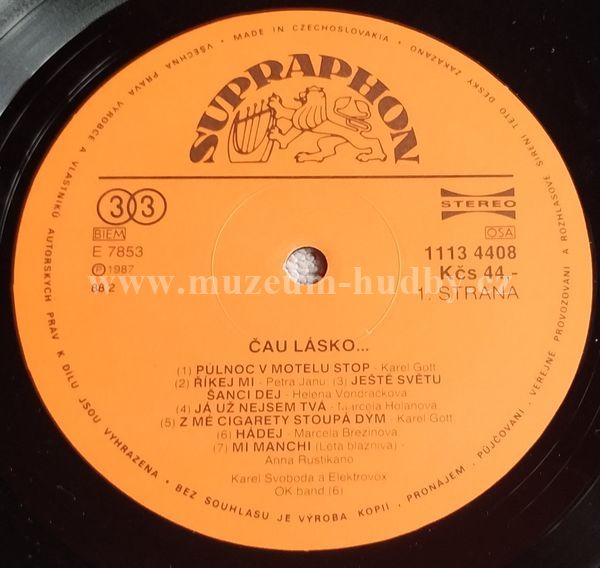 VŠECHNA PRÁVA VÝROBCE A VLASTNÍKŮ AUTORSKÝCH PRÁV K DÍLU JSOU VYHRAZENA • BEZ SOUHLASU JE VÝROBA KOPIÍ • PRONÁJEM • PŮJČOVÁNÍ • VEŘEJNÉ PROVOZOVÁNÍ A ROZHLASOVÉ ŠÍŘENÍ TÉTO DESKY ZAKÁZÁNO • MADE IN CZECHOSLOVAKIA •
SUPRAPHON
33
STEREO
BIEM
OSA
E 7853
1113 4408
Ⓟ 1987
Kčs 44,-
88 2
1. STRANA
www.muzeum-hudby.cz
ČAU LÁSKO...
(1) PŮLNOC V MOTELU STOP - Karel Gott
(2) ŘÍKEJ MI - Petra Janů (3) JEŠTĚ SVĚTU
ŠANCI DEJ - Helena Vondráčková
(4) JÁ UŽ NEJSEM TVÁ - Marcela Holanová
(5) Z MÉ CIGARETY STOUPÁ DÝM - Karel Gott
(6) HÁDEJ - Marcela Březinová
(7) MI MANCHI (Léta bláznivá) -
Anna Rusticano
Karel Svoboda a Elektrovox
OK band (6)